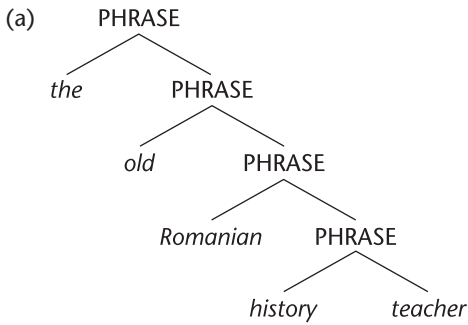 (a) PHRASE
the PHRASE
old PHRASE
Romanian PHRASE
history teacher